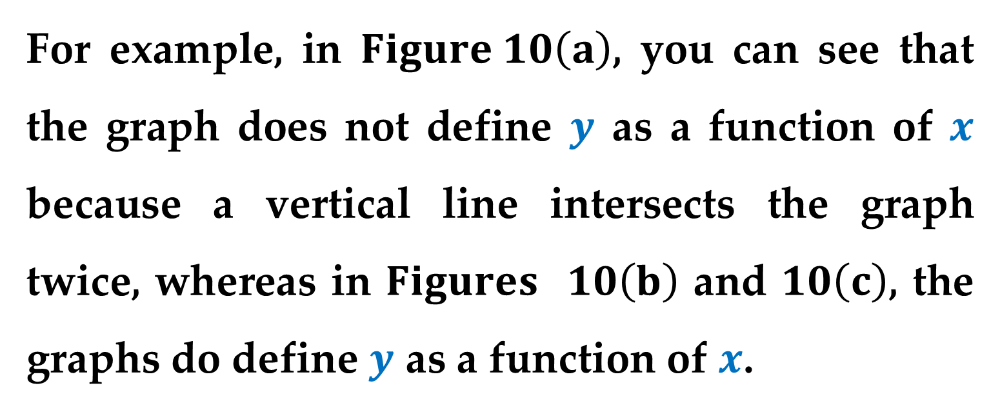 For example, in Figure 10(a), you can see that
the graph does not define y as a function of x
because a vertical line intersects the graph
twice, whereas in Figures 10(b) and 10(c), the
graphs do define y as a function of x.